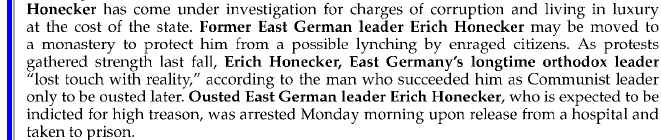 Honecker has come under investigation for charges of corruption and living in luxury
at the cost of the state. Former East German leader Erich Honecker may be moved to
a monastery to protect him from a possible lynching by enraged citizens. As protests
gathered strength last fall, Erich Honecker, East Germany's longtime orthodox leader
"lost touch with reality," according to the man who succeeded him as Communist leader
only to be ousted later. Ousted East German leader Erich Honecker, who is expected to be
indicted for high treason, was arrested Monday morning upon release from a hospital and
taken to prison.